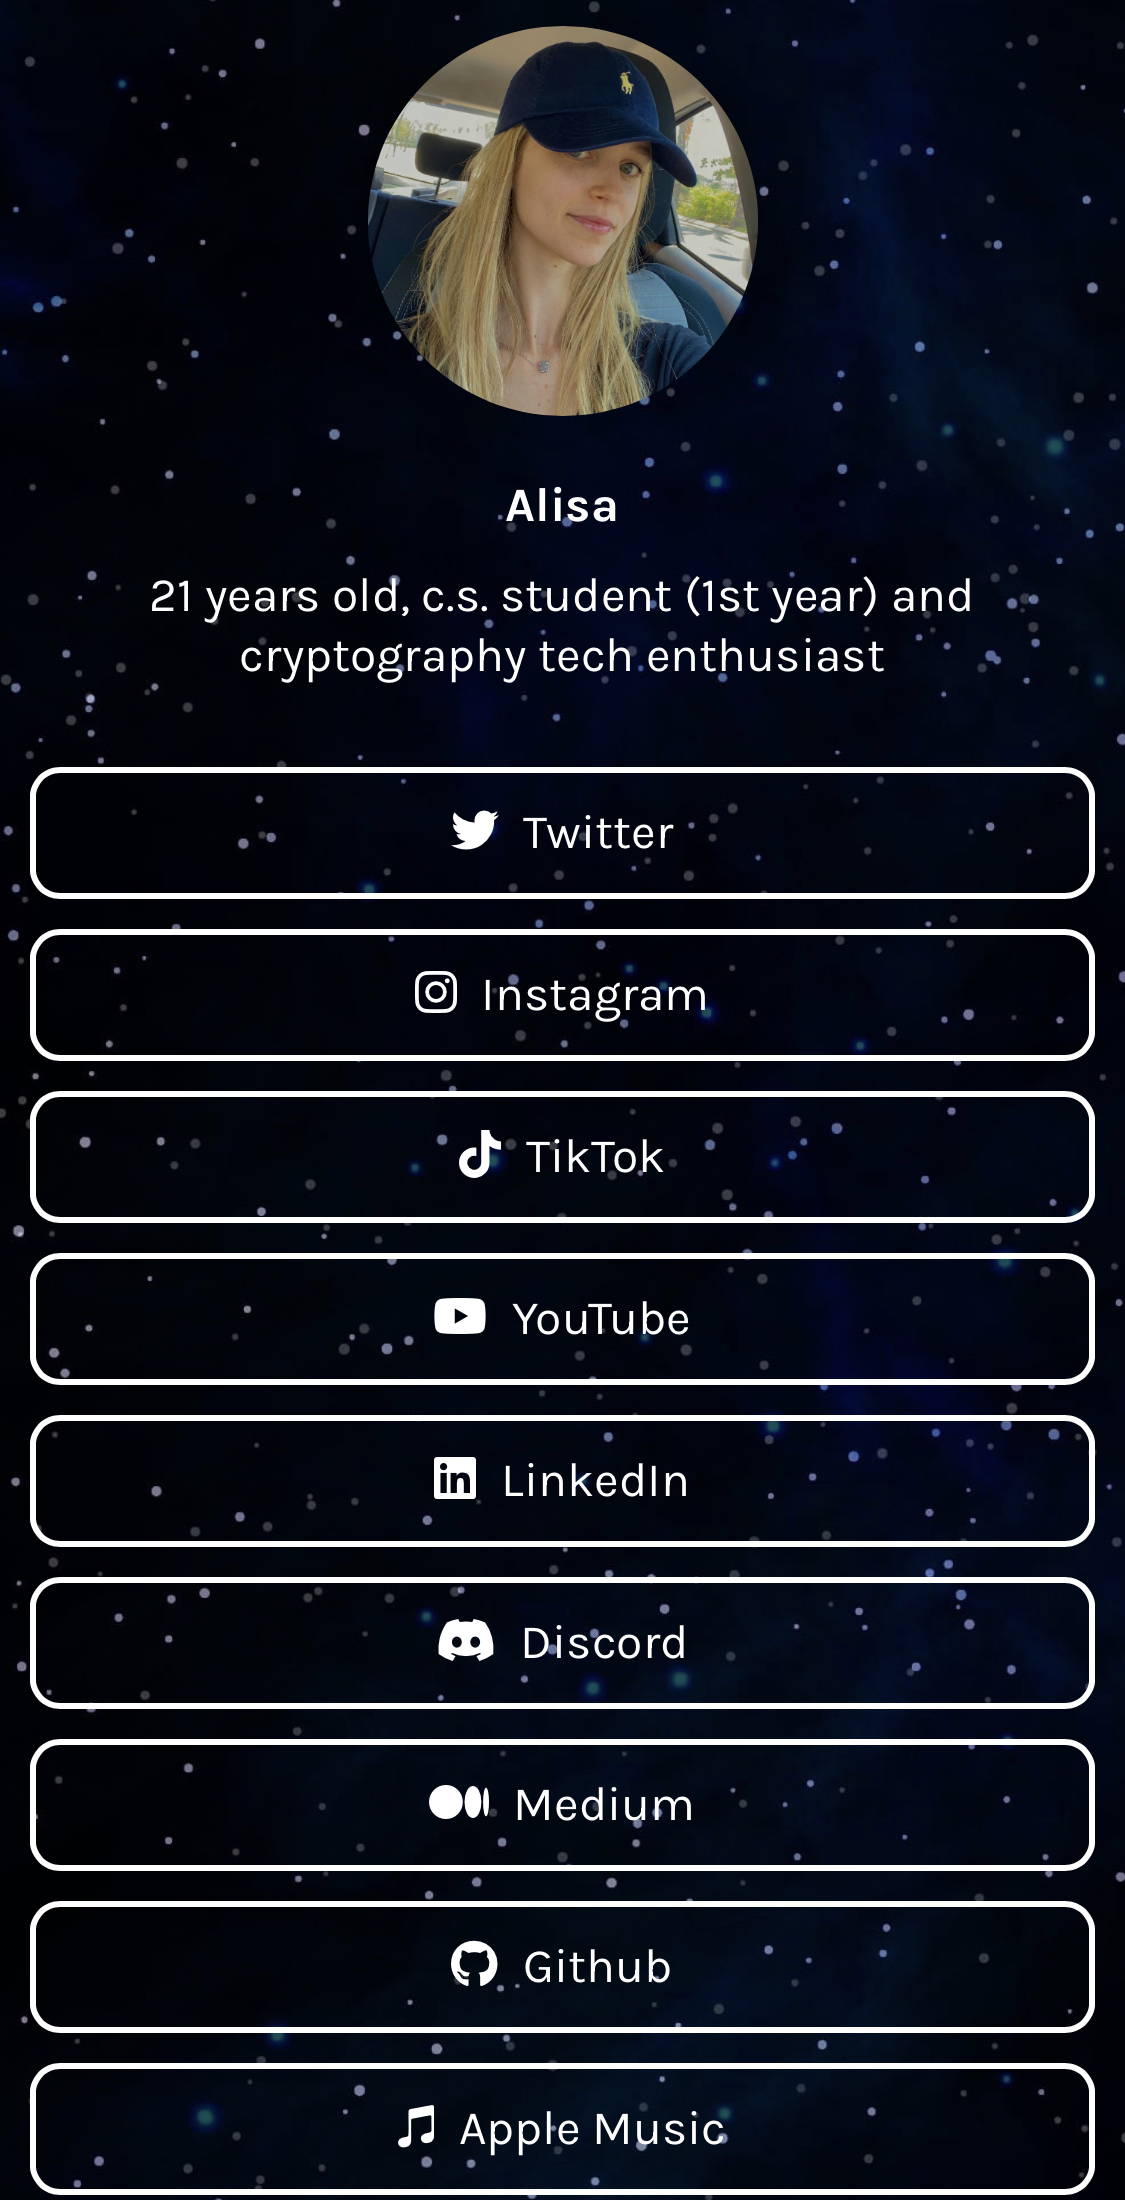 Alisa
21 years old, c.s. student (1st year) and
cryptography tech enthusiast
Twitter
Instagram
TikTok
YouTube
LinkedIn
Discord
Medium
Github
Apple Music